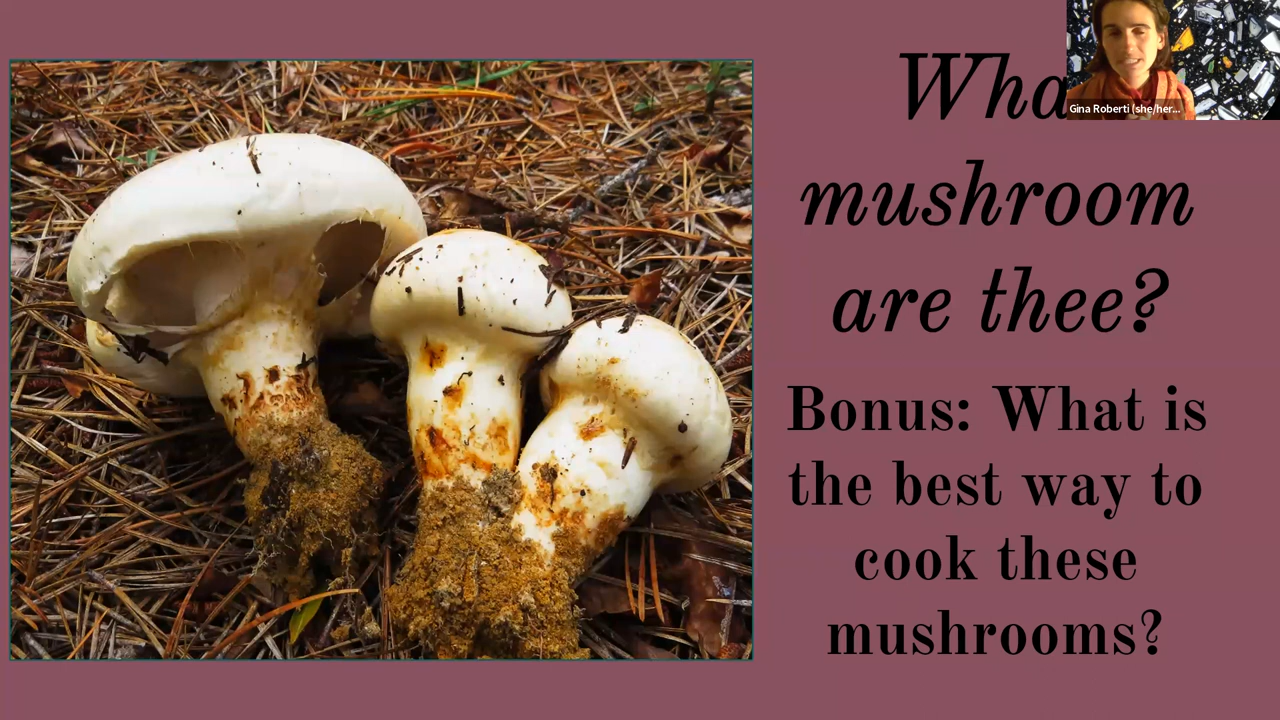 Wha
mushroom
are thee?
Bonus: What is
the best way to
cook these
mushrooms?
Gina Roberti (she/her...